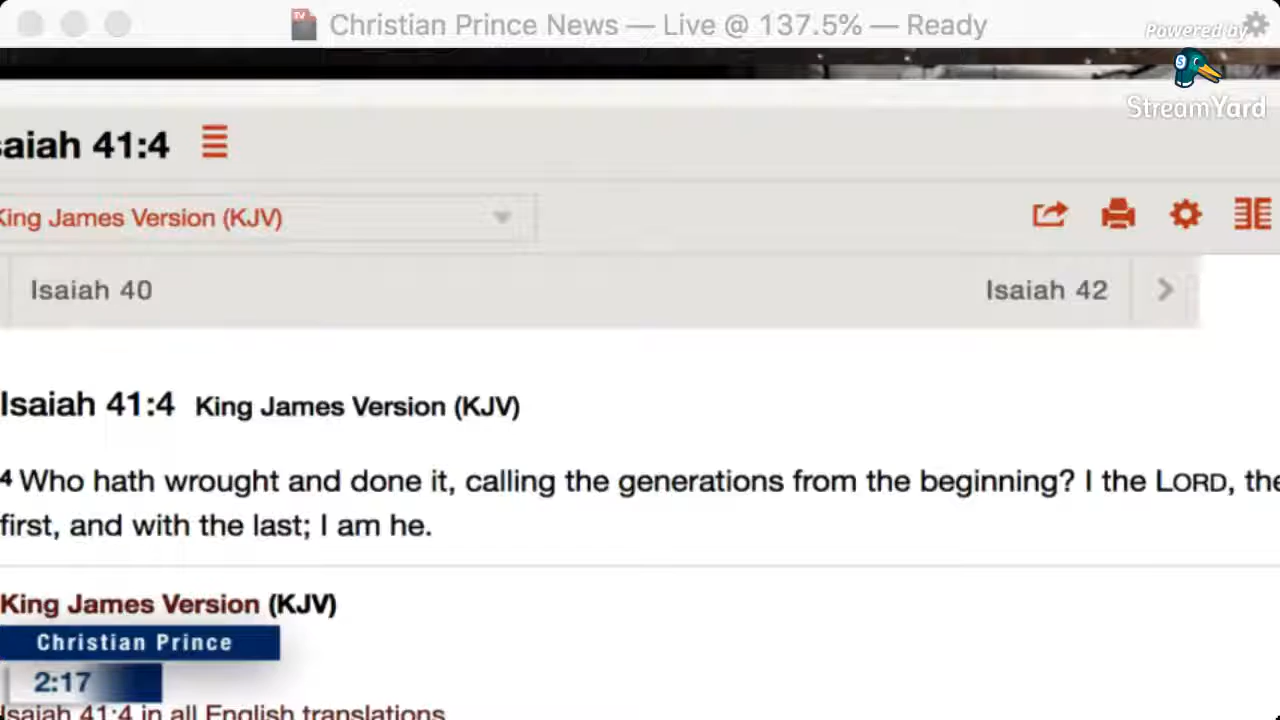 Christian Prince News — Live @ 137.5% — Ready
Powered by
StreamYard
saiah 41:4
King James Version (KJV)
Isaiah 40
Isaiah 42
Isaiah 41:4 King James Version (KJV)
4 Who hath wrought and done it, calling the generations from the beginning? I the LORD, the
first, and with the last; I am he.
King James Version (KJV)
Christian Prince
2:17
Isaiah 41:4 in all English translations